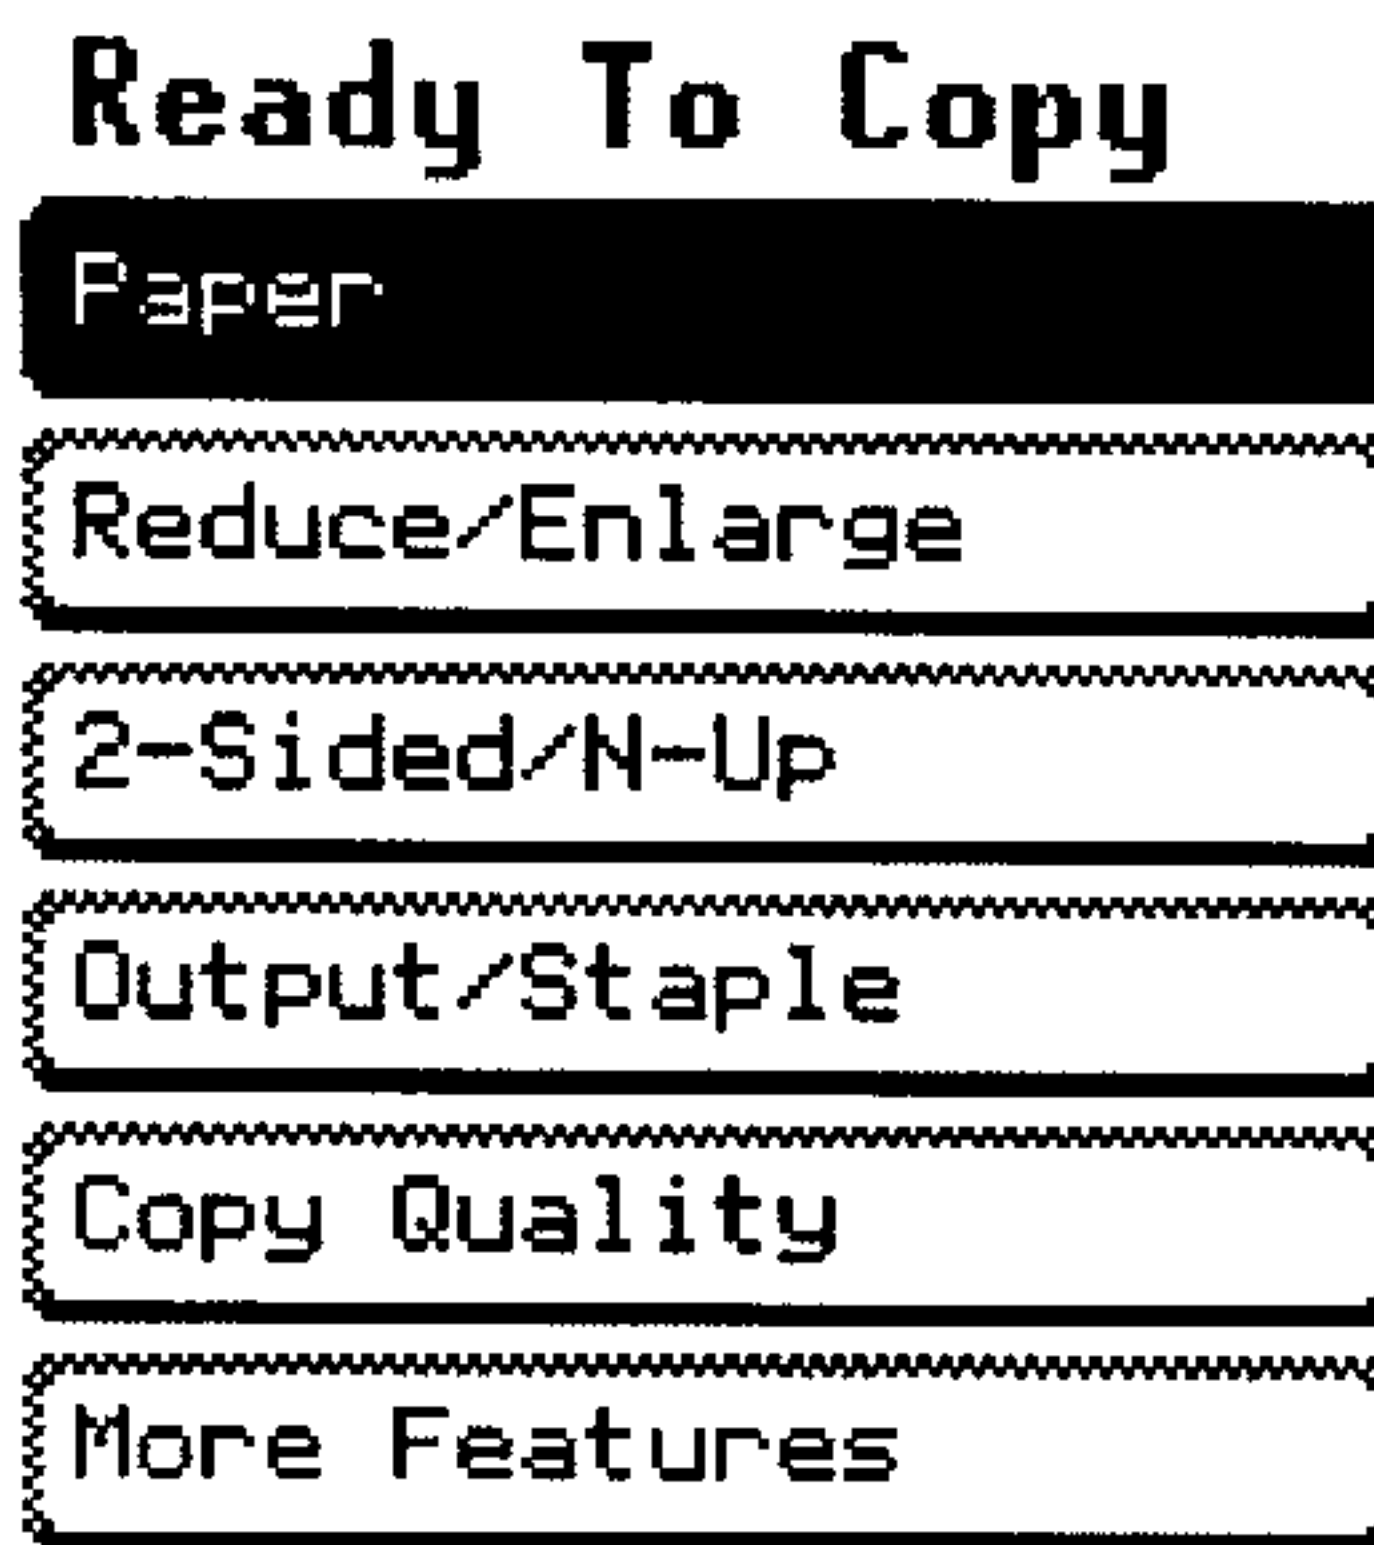 Ready To Copy
Paper
Reduce/Enlarge
2-Sided/N-Up
Output/Staple
Copy Quality
More Features